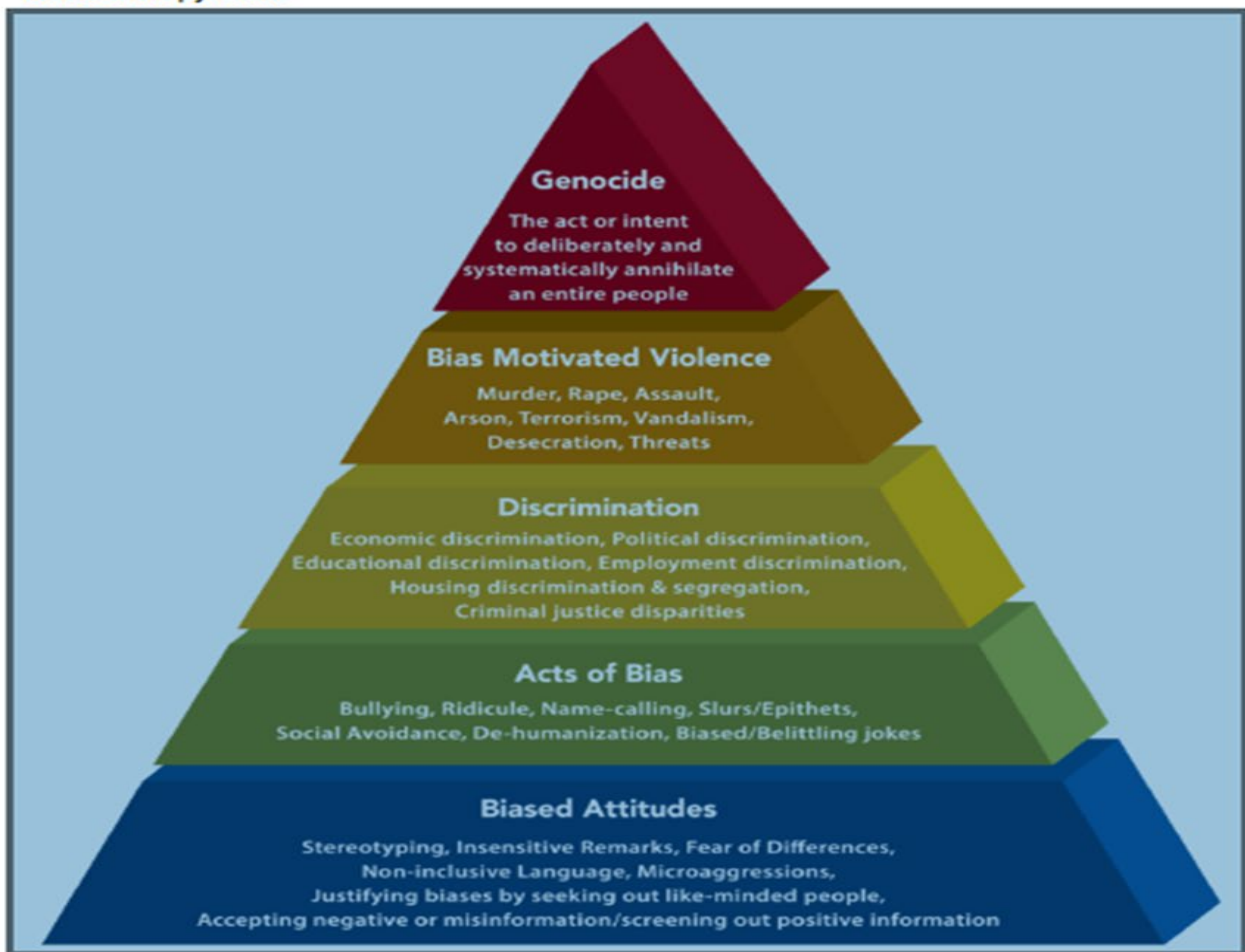 Genocide
The act or intent
to deliberately and
systematically annihilate
an entire people
Bias Motivated Violence
Murder, Rape, Assault,
Arson, Terrorism, Vandalism,
Desecration, Threats
Discrimination
Economic discrimination, Political discrimination,
Educational discrimination, Employment discrimination,
Housing discrimination & segregation,
Criminal justice disparities
Acts of Bias
Bullying, Ridicule, Name-calling, Slurs/Epithets,
Social Avoidance, De-humanization, Biased/Belittling jokes
Biased Attitudes
Stereotyping, Insensitive Remarks, Fear of Differences,
Non-inclusive Language, Microaggressions,
Justifying biases by seeking out like-minded people,
Accepting negative or misinformation/screening out positive information